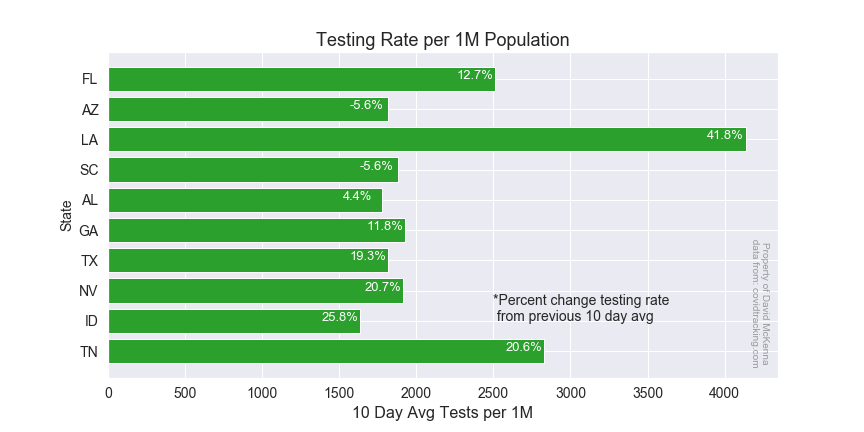 Testing Rate per 1M Population
FL 12.7%
AZ -5.6%
LA 41.8%
SC -5.6%
AL 4.4%
GA 11.8%
TX 19.3%
NV 20.7%
ID 25.8%
TN 20.6%
State
*Percent change testing rate
from previous 10 day avg
Property of David McKenna
data from: covidtracking.com
0 500 1000 1500 2000 2500 3000 3500 4000
10 Day Avg Tests per 1M